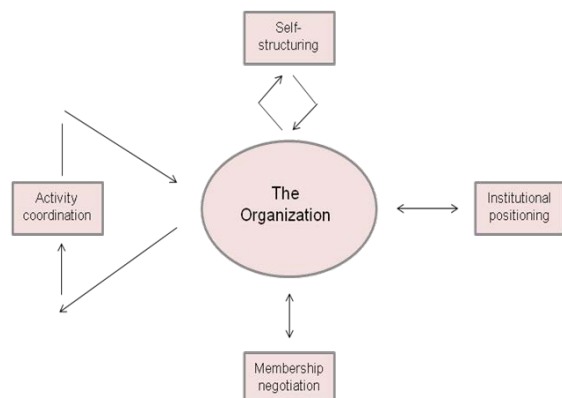 Self-
structuring
The
Organization
Activity
coordination
Institutional
positioning
Membership
negotiation